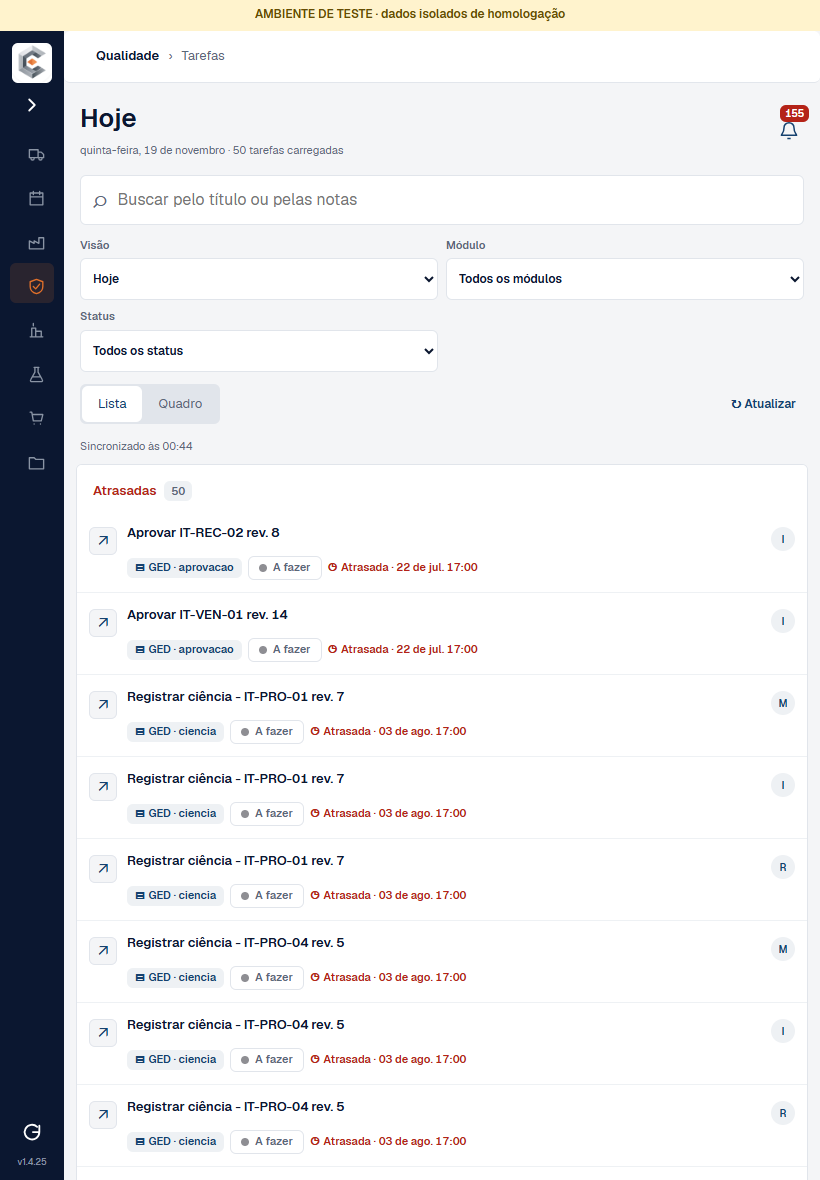 AMBIENTE DE TESTE · dados isolados de homologação
Qualidade › Tarefas
Hoje
155
quinta-feira, 19 de novembro · 50 tarefas carregadas
Buscar pelo título ou pelas notas
Visão
Módulo
Hoje
Todos os módulos
Status
Todos os status
Lista
Quadro
↻ Atualizar
Sincronizado às 00:44
Atrasadas 50
Aprovar IT-REC-02 rev. 8
I
GED · aprovacao
A fazer
Atrasada · 22 de jul. 17:00
Aprovar IT-VEN-01 rev. 14
I
GED · aprovacao
A fazer
Atrasada · 22 de jul. 17:00
Registrar ciência - IT-PRO-01 rev. 7
M
GED · ciencia
A fazer
Atrasada · 03 de ago. 17:00
Registrar ciência - IT-PRO-01 rev. 7
I
GED · ciencia
A fazer
Atrasada · 03 de ago. 17:00
Registrar ciência - IT-PRO-01 rev. 7
R
GED · ciencia
A fazer
Atrasada · 03 de ago. 17:00
Registrar ciência - IT-PRO-04 rev. 5
M
GED · ciencia
A fazer
Atrasada · 03 de ago. 17:00
Registrar ciência - IT-PRO-04 rev. 5
I
GED · ciencia
A fazer
Atrasada · 03 de ago. 17:00
Registrar ciência - IT-PRO-04 rev. 5
R
GED · ciencia
A fazer
Atrasada · 03 de ago. 17:00
v1.4.25